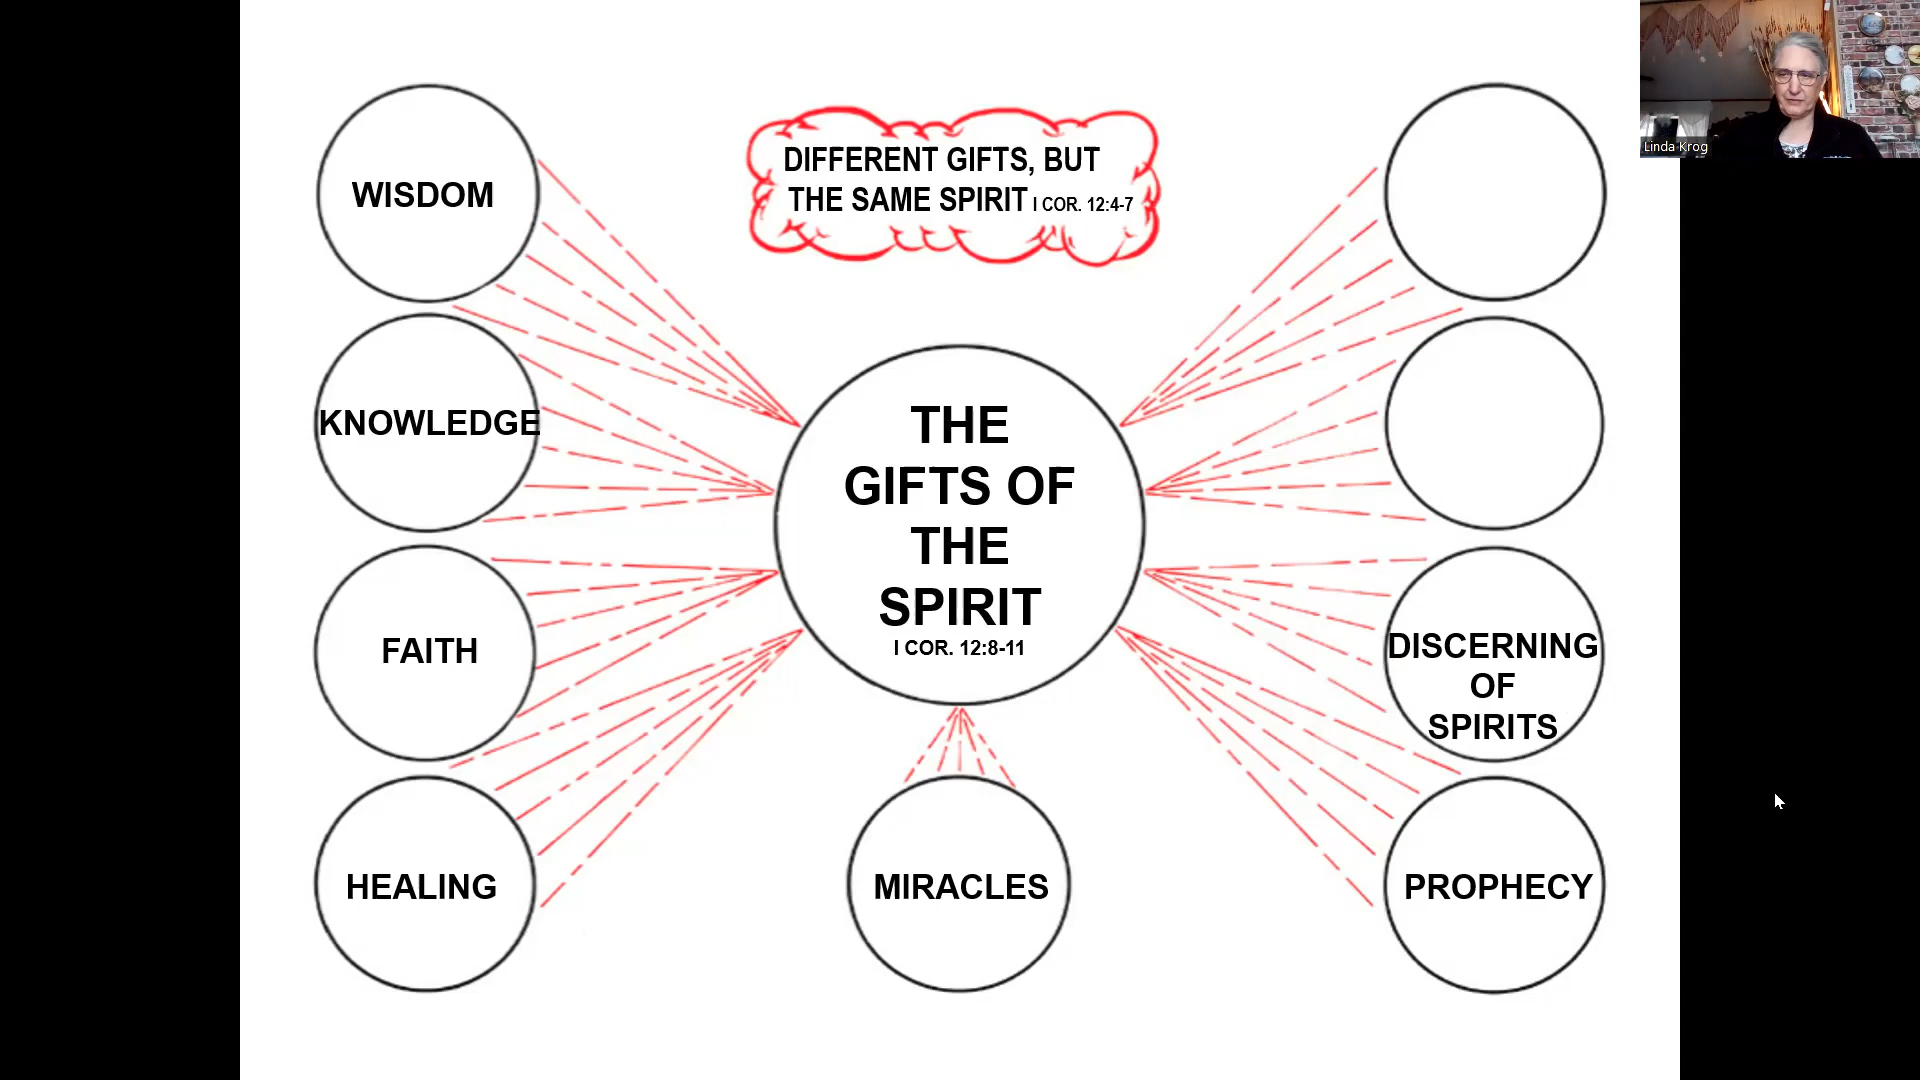 DIFFERENT GIFTS, BUT
THE SAME SPIRIT I COR. 12:4-7
Linda Krog
WISDOM
KNOWLEDGE
FAITH
HEALING
THE
GIFTS OF
THE
SPIRIT
I COR. 12:8-11
MIRACLES
DISCERNING
OF
SPIRITS
PROPHECY